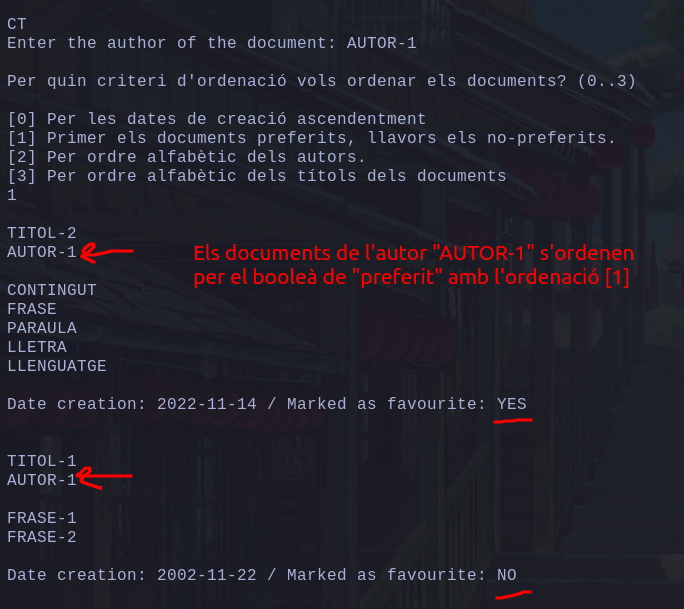 CT
Enter the author of the document: AUTOR-1
Per quin criteri d'ordenació vols ordenar els documents? (0..3)
[0] Per les dates de creació ascendentment
[1] Primer els documents preferits, llavors els no-preferits.
[2] Per ordre alfabètic dels autors.
[3] Per ordre alfabètic dels títols dels documents
1
TITOL-2
AUTOR-1
Els documents de l'autor "AUTOR-1" s'ordenen
per el booleà de "preferit" amb l'ordenació [1]
CONTINGUT
FRASE
PARAULA
LLETRA
LLENGUATGE
Date creation: 2022-11-14 / Marked as favourite: YES
TITOL-1
AUTOR-1
FRASE-1
FRASE-2
Date creation: 2002-11-22 / Marked as favourite: NO